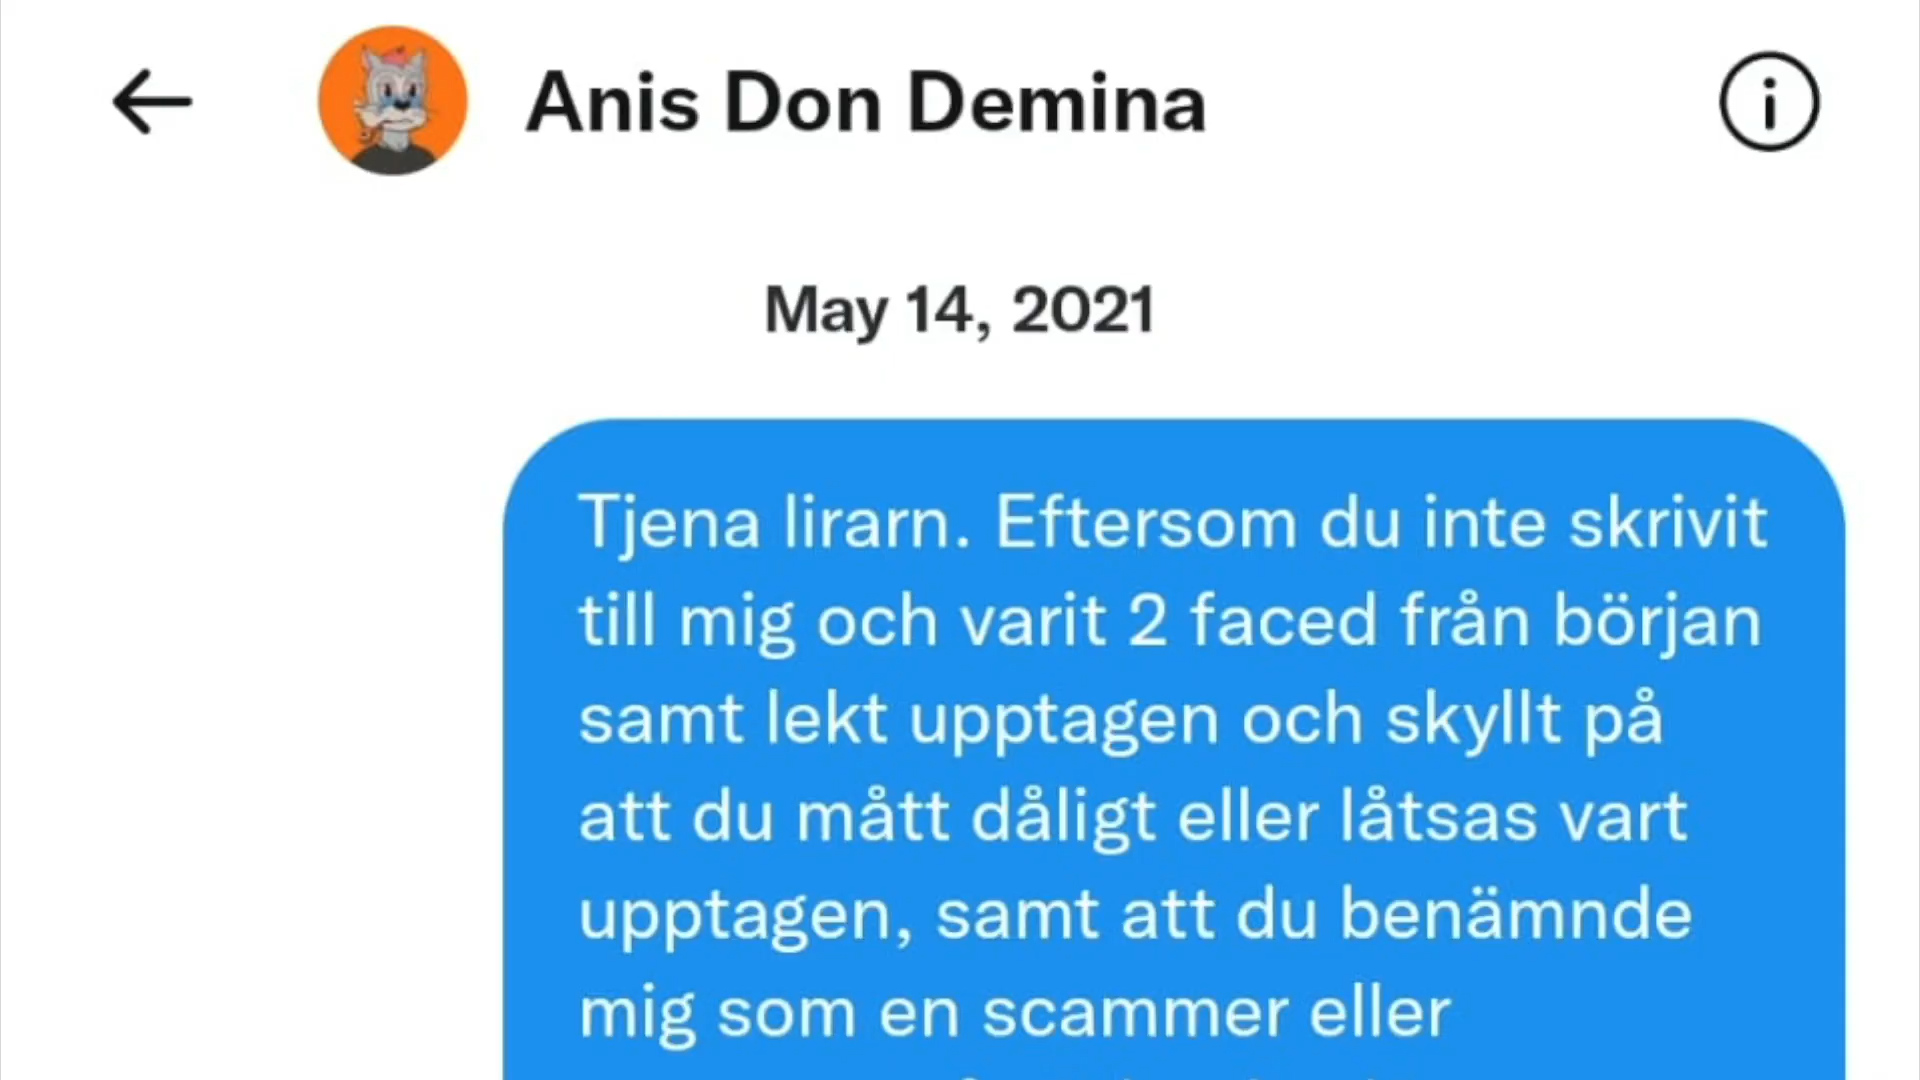 Anis Don Demina
May 14, 2021
Tjena lirarn. Eftersom du inte skrivit
till mig och varit 2 faced från början
samt lekt upptagen och skyllt på
att du mått dåligt eller låtsas vart
upptagen, samt att du benämnde
mig som en scammer eller